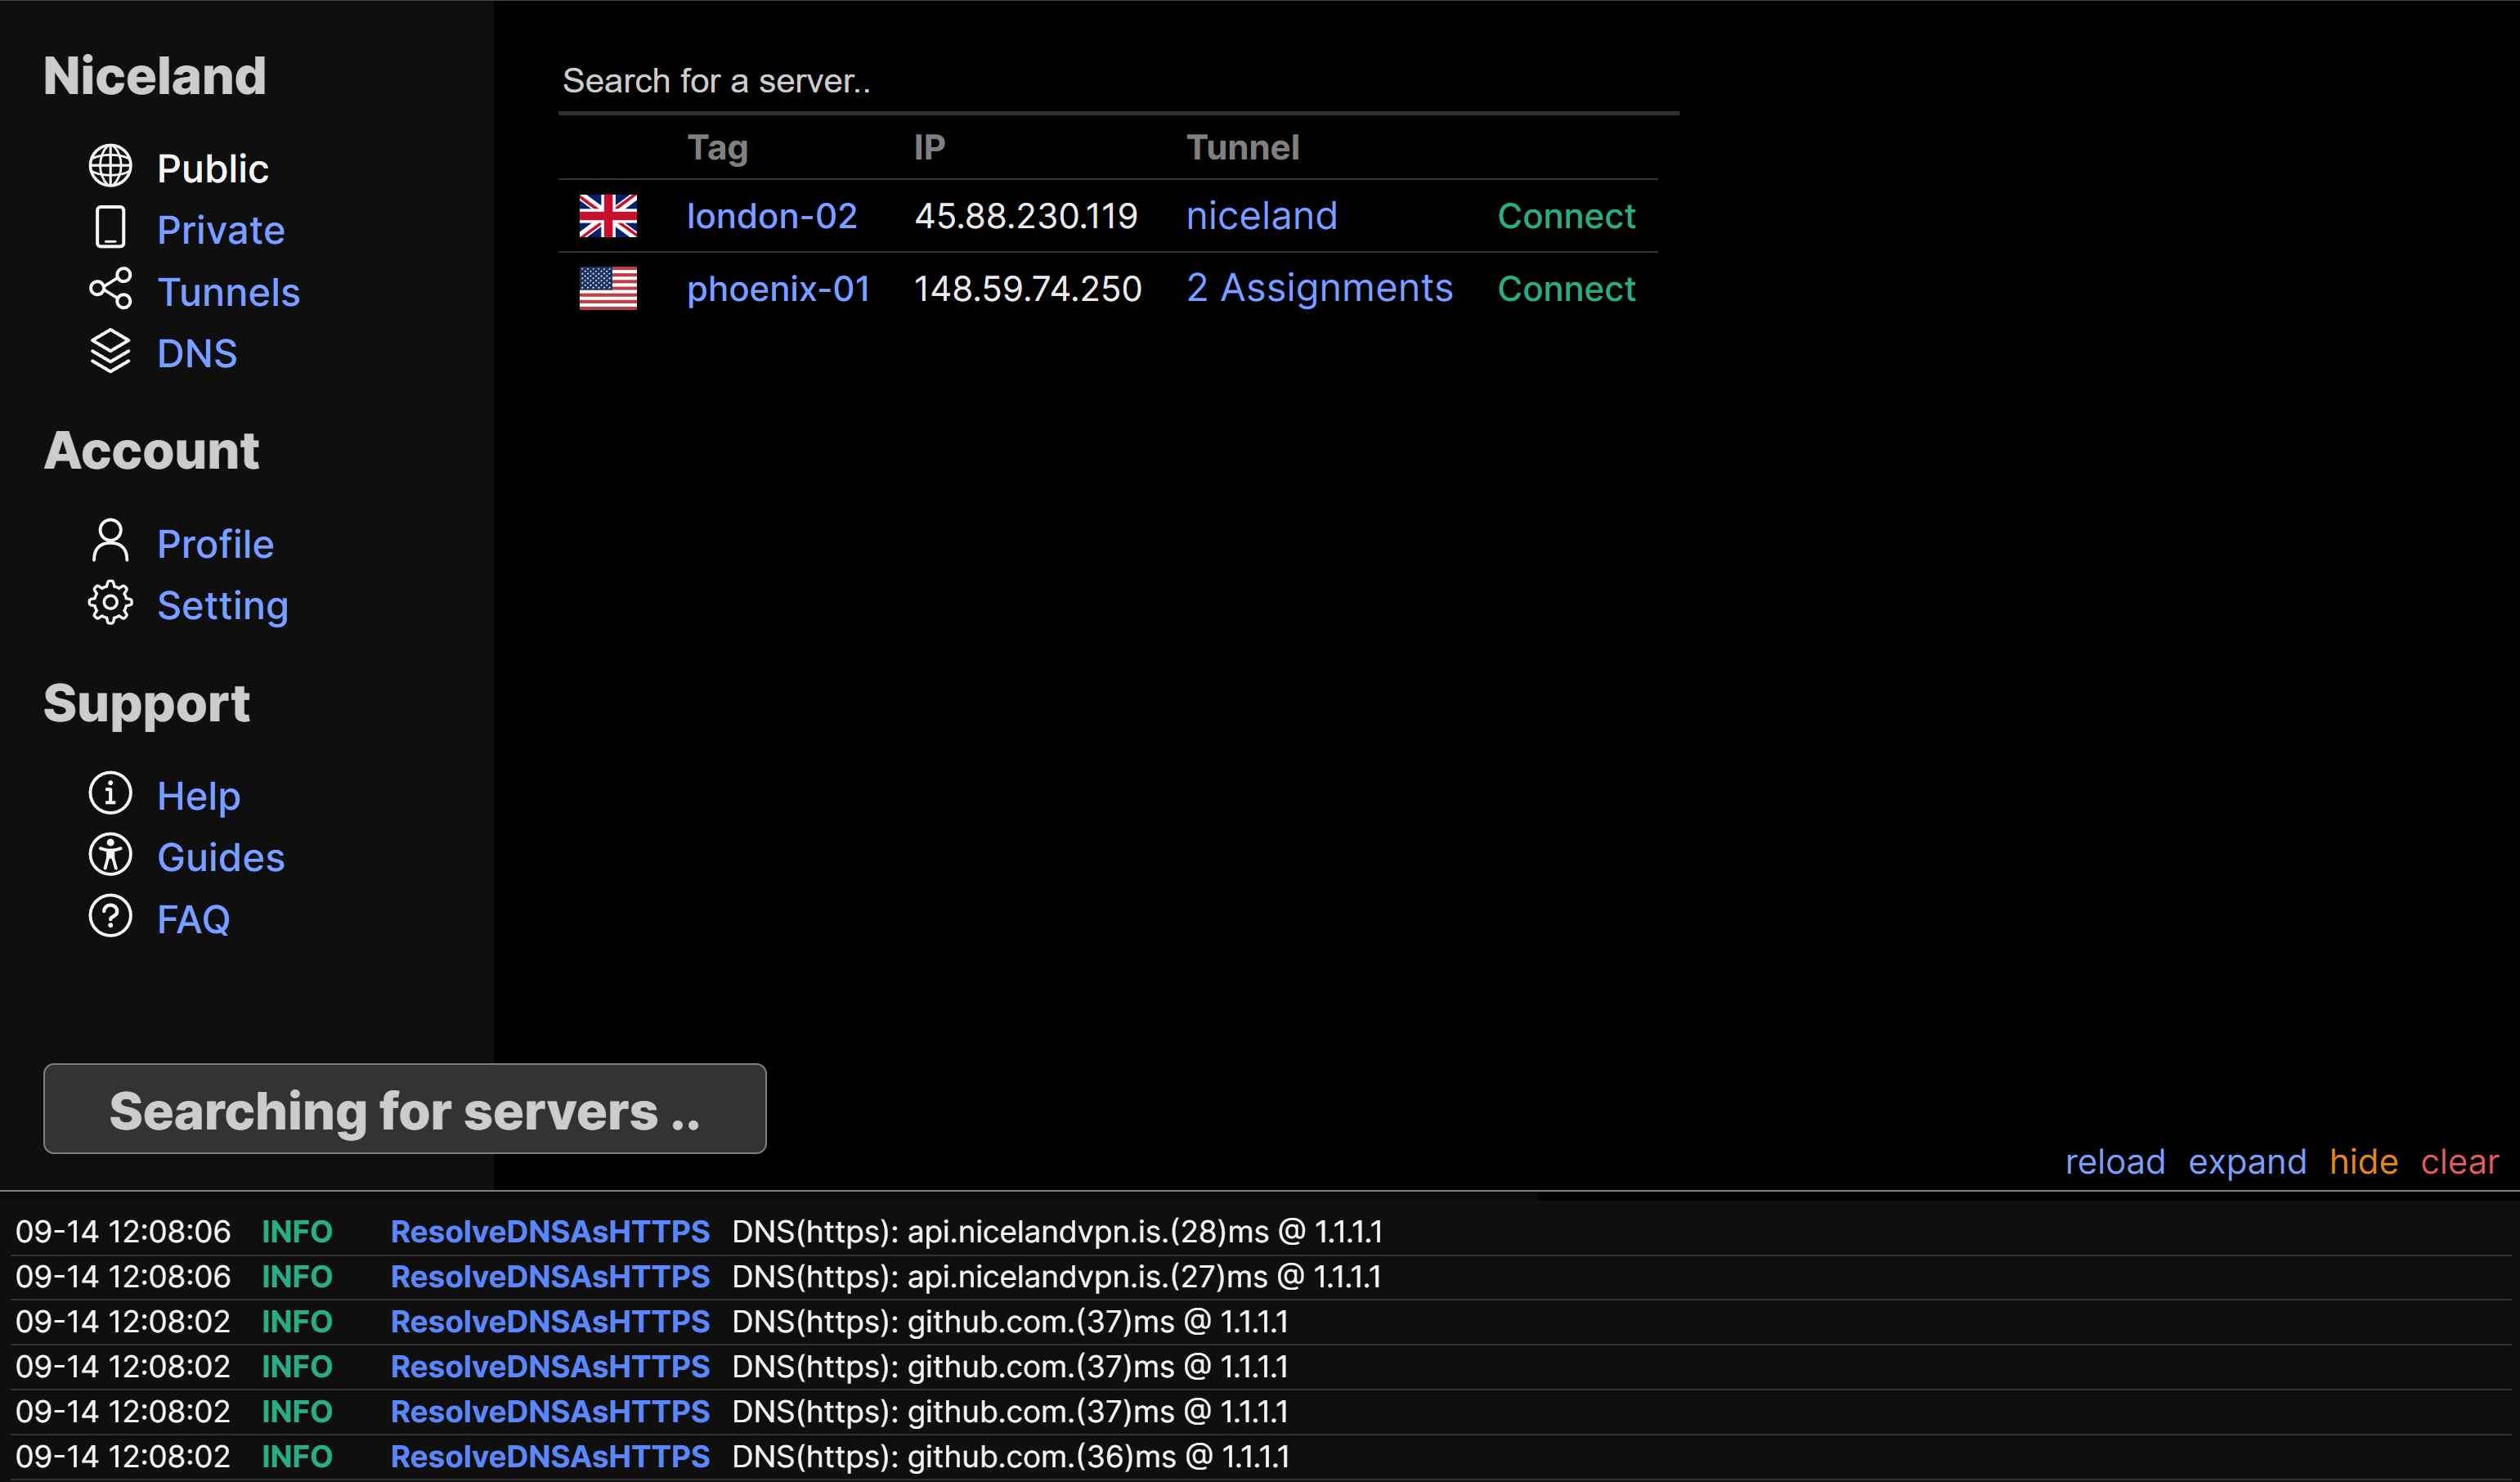 Niceland
Public
Private
Tunnels
DNS
Account
Profile
Setting
Support
Help
Guides
FAQ
Search for a server..
Tag IP Tunnel
london-02 45.88.230.119 niceland Connect
phoenix-01 148.59.74.250 2 Assignments Connect
Searching for servers ..
reload expand hide clear
09-14 12:08:06 INFO ResolveDNSAsHTTPS DNS(https): api.nicelandvpn.is.(28)ms @ 1.1.1.1
09-14 12:08:06 INFO ResolveDNSAsHTTPS DNS(https): api.nicelandvpn.is.(27)ms @ 1.1.1.1
09-14 12:08:02 INFO ResolveDNSAsHTTPS DNS(https): github.com.(37)ms @ 1.1.1.1
09-14 12:08:02 INFO ResolveDNSAsHTTPS DNS(https): github.com.(37)ms @ 1.1.1.1
09-14 12:08:02 INFO ResolveDNSAsHTTPS DNS(https): github.com.(37)ms @ 1.1.1.1
09-14 12:08:02 INFO ResolveDNSAsHTTPS DNS(https): github.com.(36)ms @ 1.1.1.1